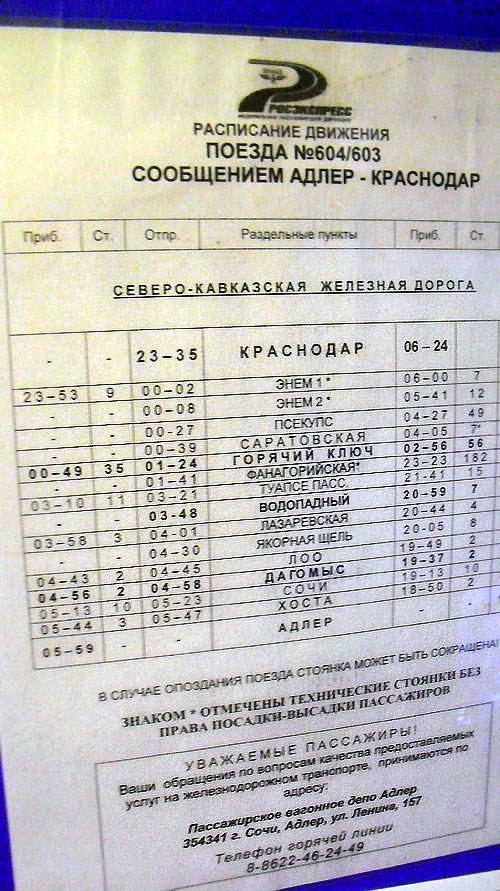 РОСЭКСПРЕСС
ФЕДЕРАЛЬНАЯ ПАССАЖИРСКАЯ ДИРЕКЦИЯ
РАСПИСАНИЕ ДВИЖЕНИЯ
ПОЕЗДА №604/603
СООБЩЕНИЕМ АДЛЕР - КРАСНОДАР
Приб. Ст. Отпр. Раздельные пункты Приб. Ст.
СЕВЕРО-КАВКАЗСКАЯ ЖЕЛЕЗНАЯ ДОРОГА
- - 23–35 КРАСНОДАР 06–24
23–53 9 00–02 ЭНЕМ 1* 06–00 7
- - 00–08 ЭНЕМ 2* 05–41 12
- - 00–27 ПСЕКУПС 04–27 49
- - 00–39 САРАТОВСКАЯ 04–05 7*
00–49 35 01–24 ГОРЯЧИЙ КЛЮЧ 02–56 56
- - 01–41 ФАНАГОРИЙСКАЯ* 23–23 182
03–10 11 03–21 ТУАПСЕ ПАСС. 21–41 15
- - 03–48 ВОДОПАДНЫЙ 20–59 7
03–58 3 04–01 ЛАЗАРЕВСКАЯ 20–44 4
- - 04–30 ЯКОРНАЯ ЩЕЛЬ 20-05 8
04–43 2 04–45 ЛОО 19–49 2
04–56 2 04–58 ДАГОМЫС 19–37 2
05–13 10 05–23 СОЧИ 19–13 10
05–44 3 05–47 ХОСТА 18–50 2
05–59 - - АДЛЕР - -
В СЛУЧАЕ ОПОЗДАНИЯ ПОЕЗДА СТОЯНКА МОЖЕТ БЫТЬ СОКРАЩЕНА!
ЗНАКОМ * ОТМЕЧЕНЫ ТЕХНИЧЕСКИЕ СТОЯНКИ БЕЗ
ПРАВА ПОСАДКИ-ВЫСАДКИ ПАССАЖИРОВ
УВАЖАЕМЫЕ ПАССАЖИРЫ!
Ваши обращения по вопросам качества предоставляемых
услуг на железнодорожном транспорте, принимаются по
адресу:
Пассажирское вагонное депо Адлер
354341 г. Сочи, Адлер, ул. Ленина, 157
Телефон горячей линии
8-8622-46-24-49